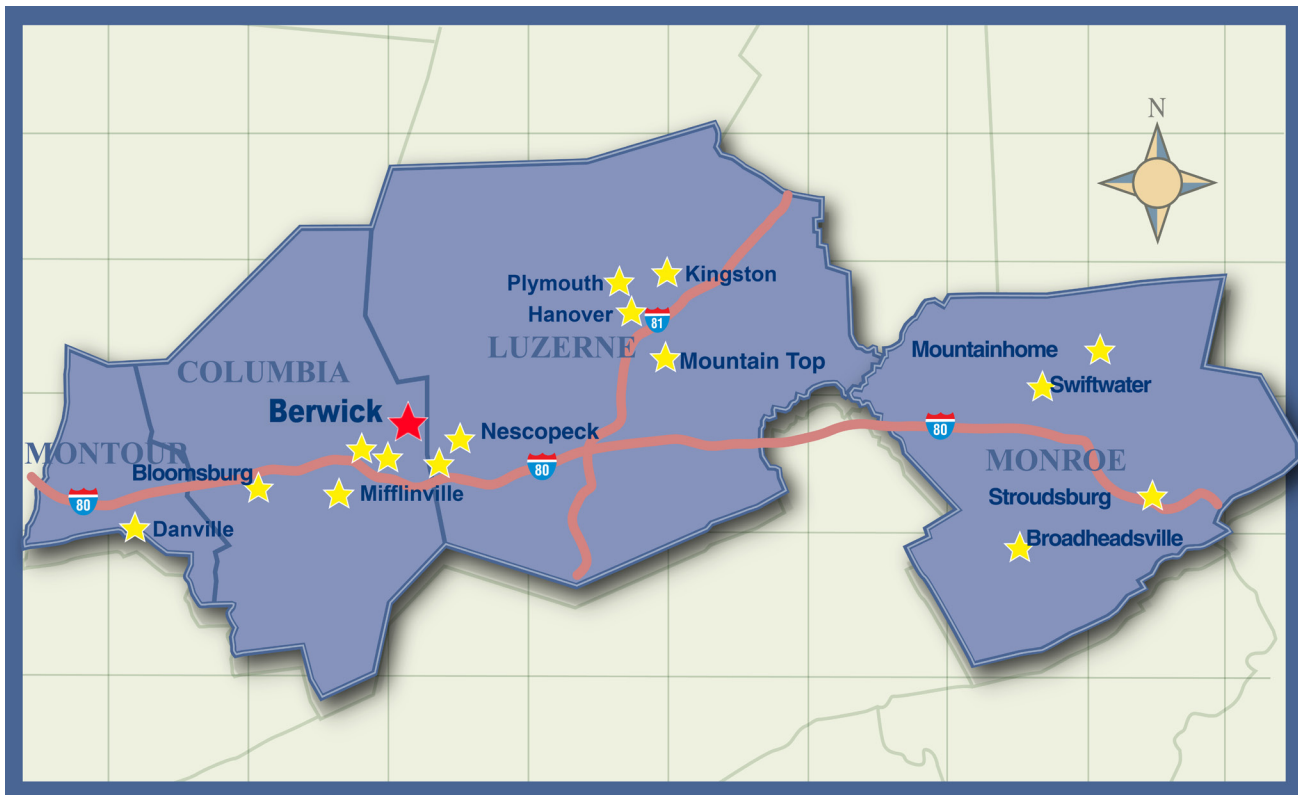 N
Plymouth
Kingston
Hanover
81
LUZERNE
Mountain Top
Mountainhome
Swiftwater
COLUMBIA
Berwick
Nescopeck
80
MONTOUR
MONROE
Bloomsburg
80
Mifflinville
Stroudsburg
80
Danville
Broadheadsville